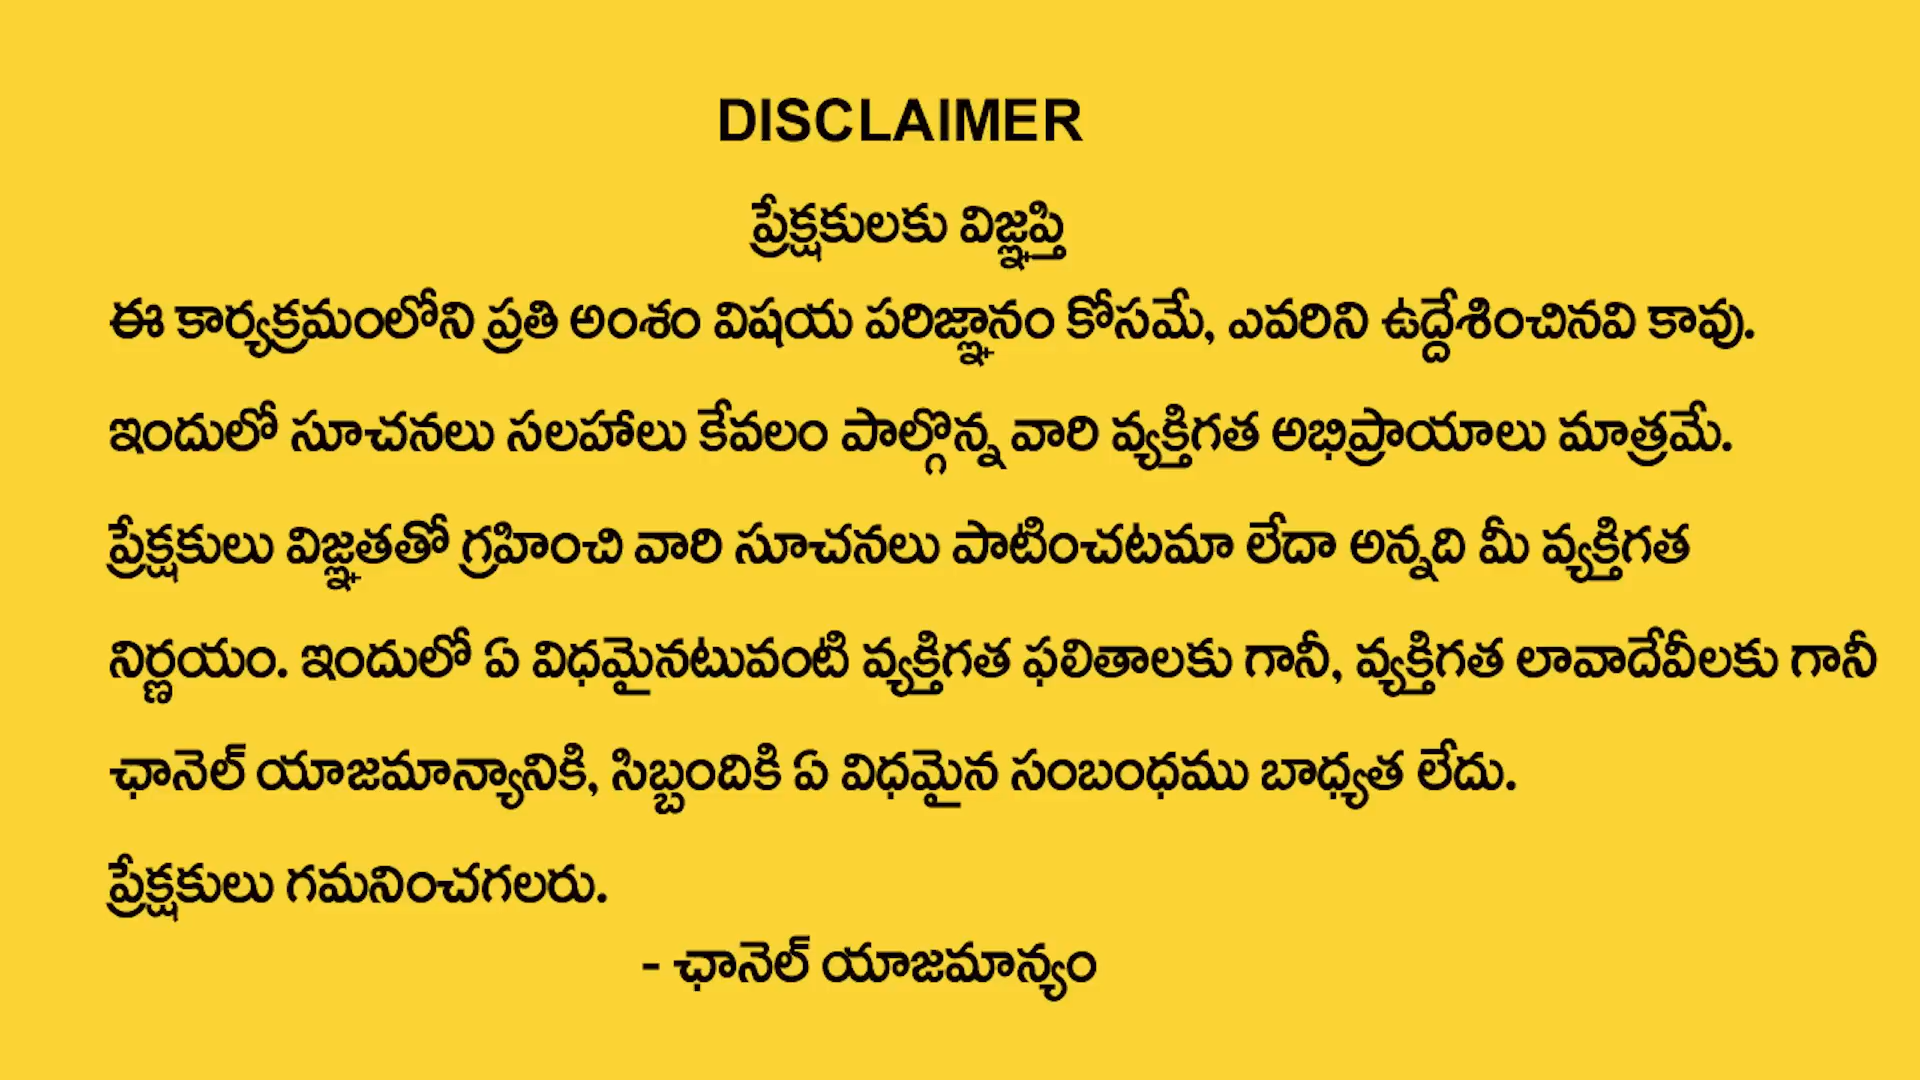 DISCLAIMER
ప్రేక్షకులకు విజ్ఞప్తి
ఈ కార్యక్రమంలోని ప్రతి అంశం విషయ పరిజ్ఞానం కోసమే, ఎవరిని ఉద్దేశించినవి కావు.
ఇందులో సూచనలు సలహాలు కేవలం పాల్గొన్న వారి వ్యక్తిగత అభిప్రాయాలు మాత్రమే.
ప్రేక్షకులు విజ్ఞతతో గ్రహించి వారి సూచనలు పాటించటమా లేదా అన్నది మీ వ్యక్తిగత
నిర్ణయం. ఇందులో ఏ విధమైనటువంటి వ్యక్తిగత ఫలితాలకు గానీ, వ్యక్తిగత లావాదేవీలకు గానీ
ఛానెల్ యాజమాన్యానికి, సిబ్బందికి ఏ విధమైన సంబంధము బాధ్యత లేదు.
ప్రేక్షకులు గమనించగలరు.
- ఛానెల్ యాజమాన్యం